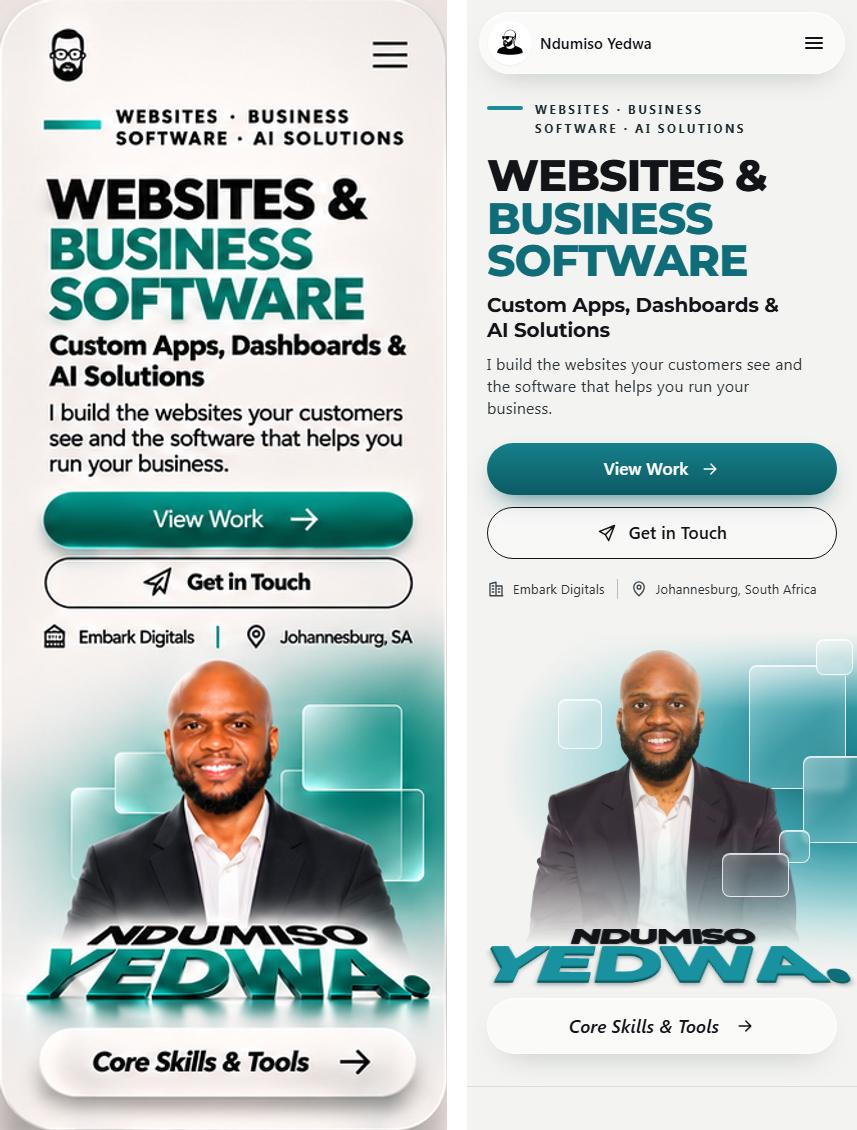 WEBSITES · BUSINESS
SOFTWARE · AI SOLUTIONS
WEBSITES &
BUSINESS
SOFTWARE
Custom Apps, Dashboards &
AI Solutions
I build the websites your customers
see and the software that helps you
run your business.
View Work
Get in Touch
Embark Digitals
Johannesburg, SA
NDUMISO
YEDWA.
Core Skills & Tools
Ndumiso Yedwa
WEBSITES · BUSINESS
SOFTWARE · AI SOLUTIONS
WEBSITES &
BUSINESS
SOFTWARE
Custom Apps, Dashboards &
AI Solutions
I build the websites your customers see and
the software that helps you run your
business.
View Work
Get in Touch
Embark Digitals
Johannesburg, South Africa
NDUMISO
YEDWA.
Core Skills & Tools